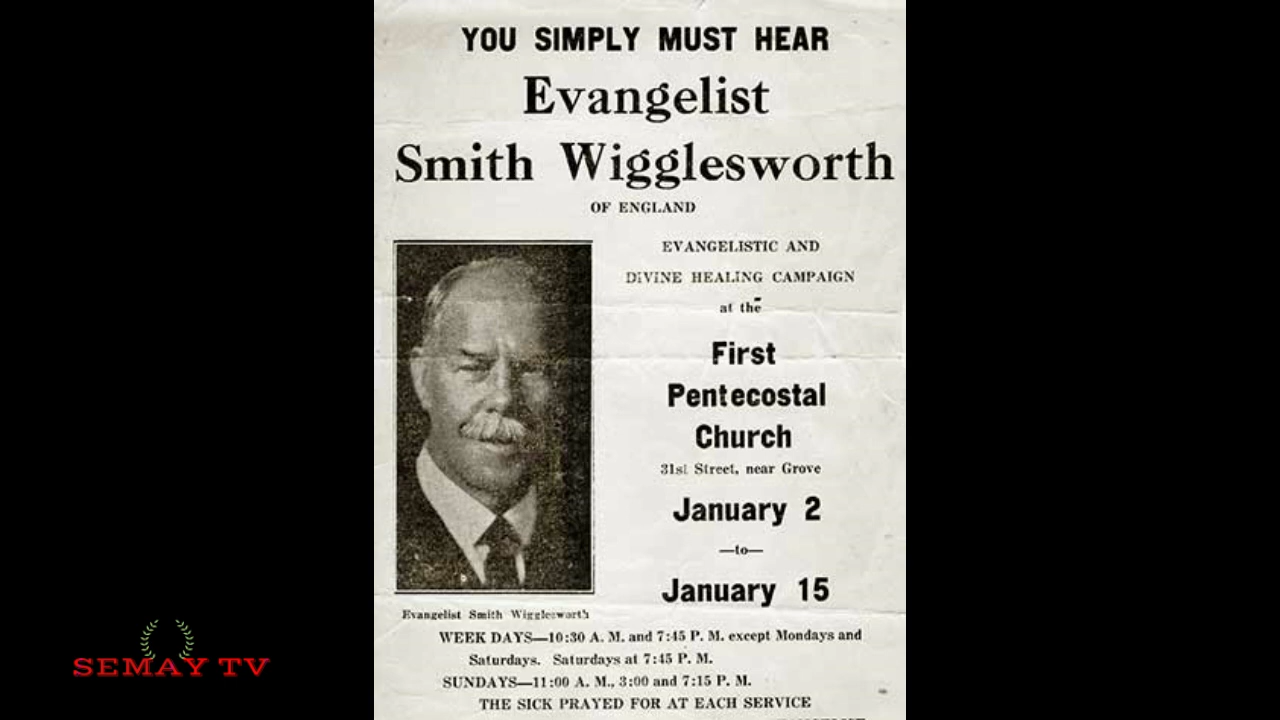 YOU SIMPLY MUST HEAR
Evangelist
Smith Wigglesworth
OF ENGLAND
EVANGELISTIC AND
DIVINE HEALING CAMPAIGN
at the
First
Pentecostal
Church
31st Street, near Grove
January 2
—to—
January 15
Evangelist Smith Wigglesworth
WEEK DAYS—10:30 A. M. and 7:45 P. M. except Mondays and
Saturdays. Saturdays at 7:45 P. M.
SUNDAYS—11:00 A. M., 3:00 and 7:15 P. M.
THE SICK PRAYED FOR AT EACH SERVICE
SEMAY TV